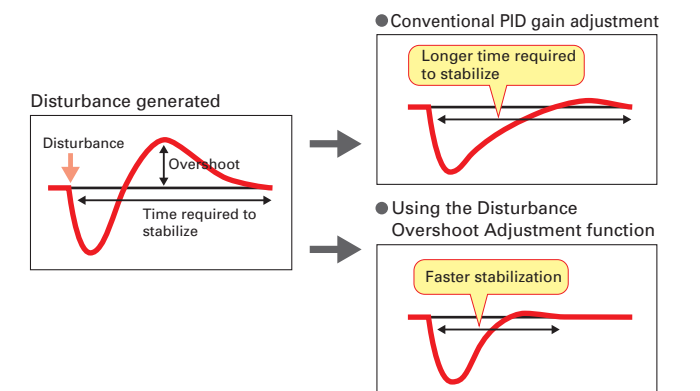 Disturbance generated
Disturbance
Overshoot
Time required to
stabilize
●Conventional PID gain adjustment
Longer time required
to stabilize
●Using the Disturbance
Overshoot Adjustment function
Faster stabilization